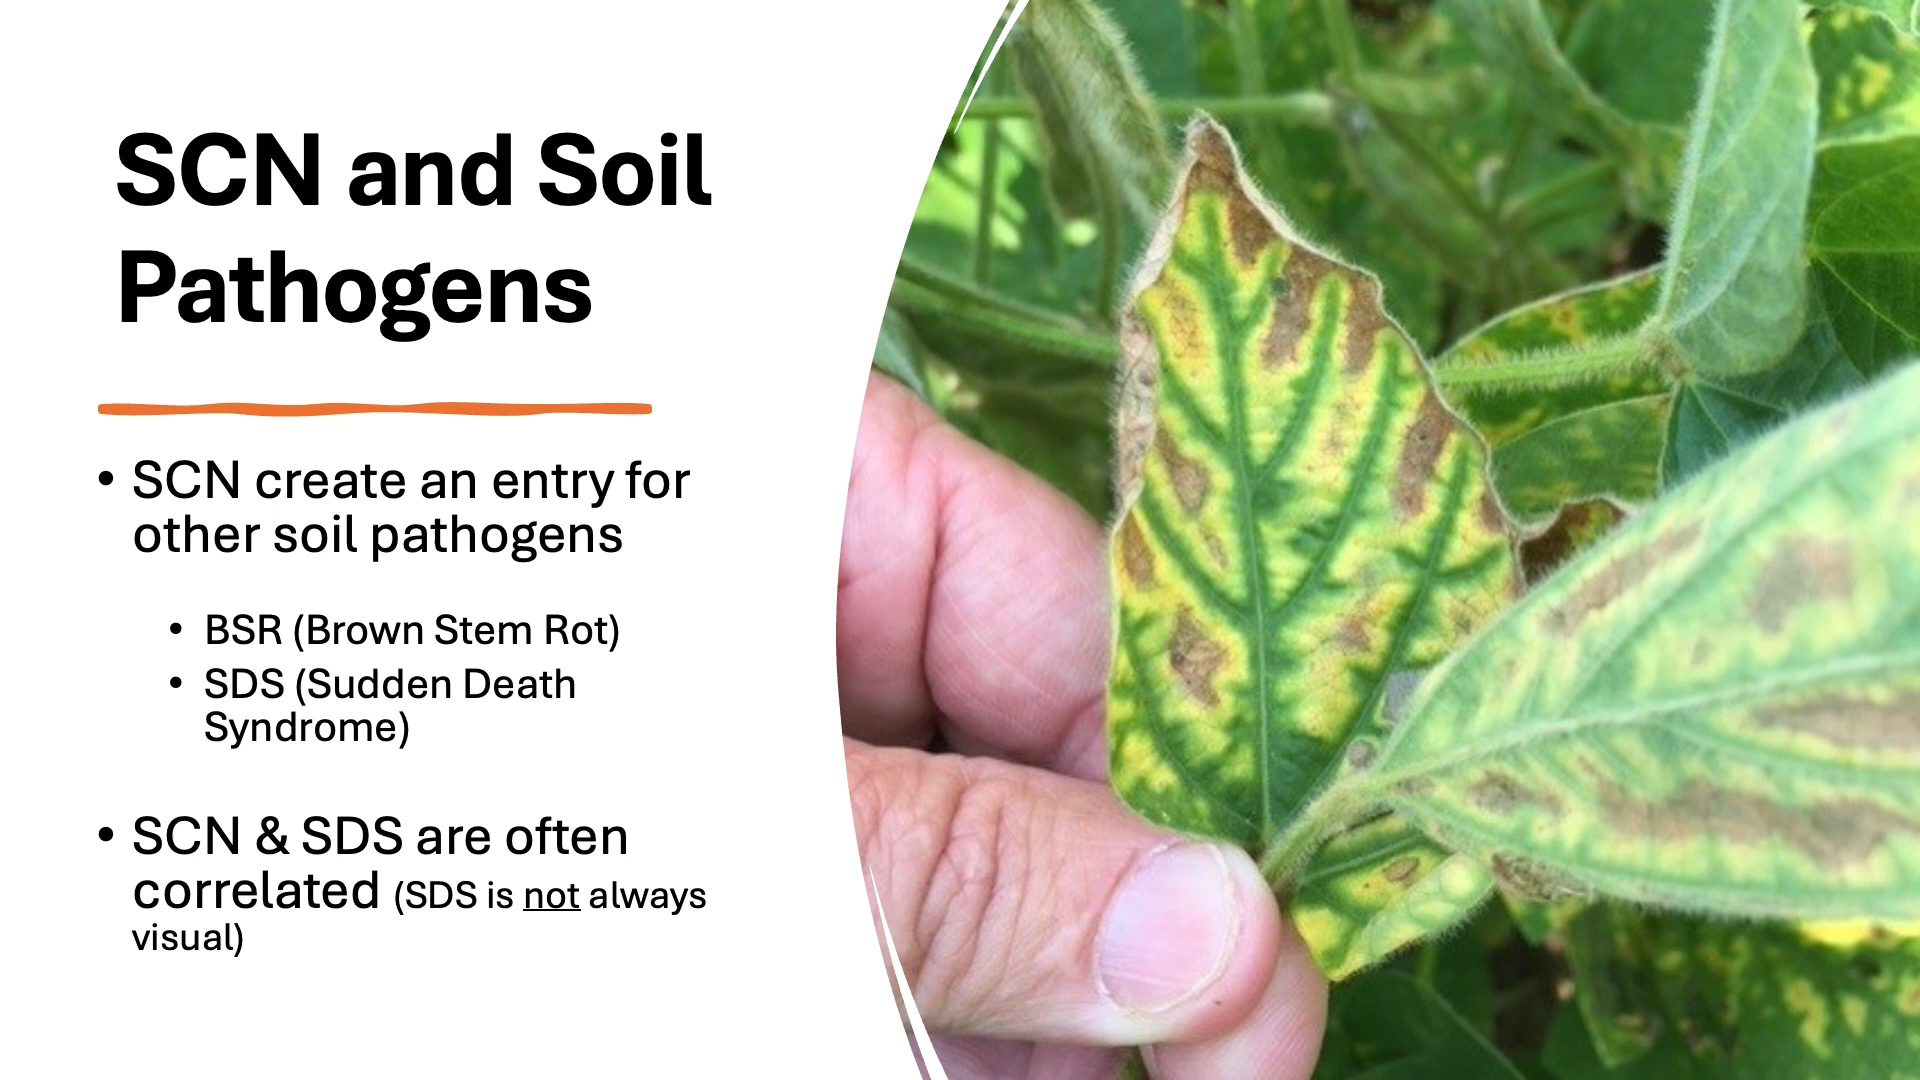 SCN and Soil
Pathogens
• SCN create an entry for
other soil pathogens
• BSR (Brown Stem Rot)
• SDS (Sudden Death
Syndrome)
• SCN & SDS are often
correlated (SDS is not always
visual)